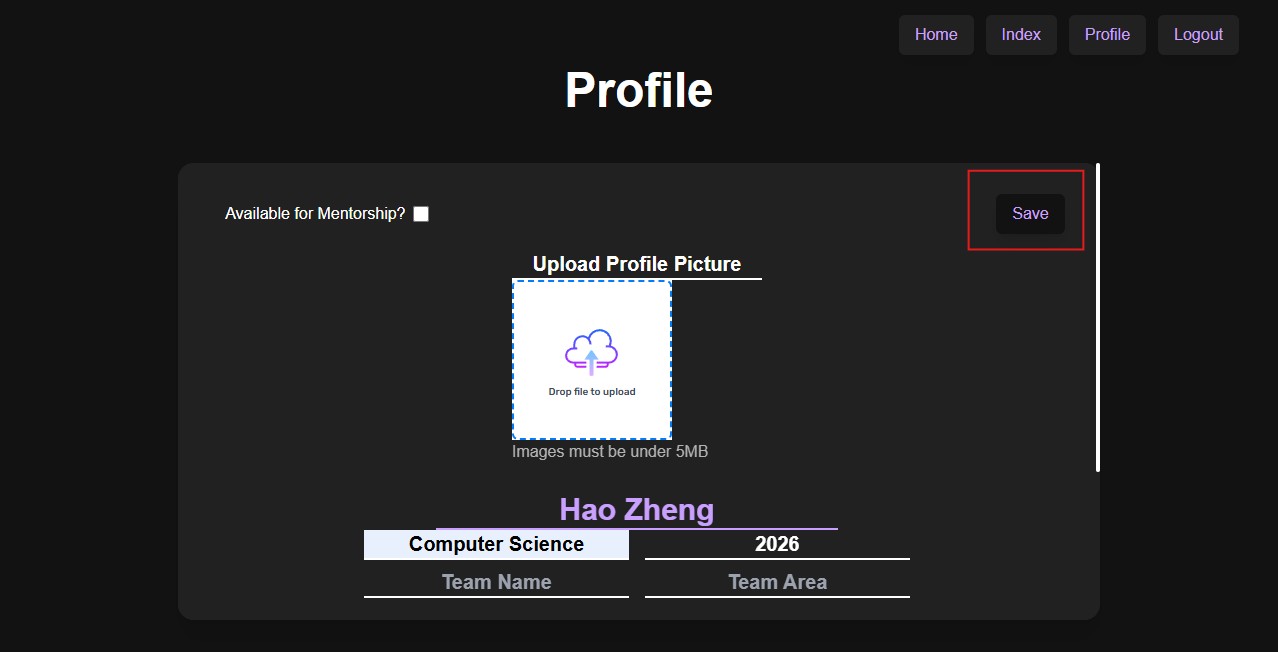 Home Index Profile Logout
Profile
Available for Mentorship?
Save
Upload Profile Picture
Drop file to upload
Images must be under 5MB
Hao Zheng
Computer Science 2026
Team Name Team Area